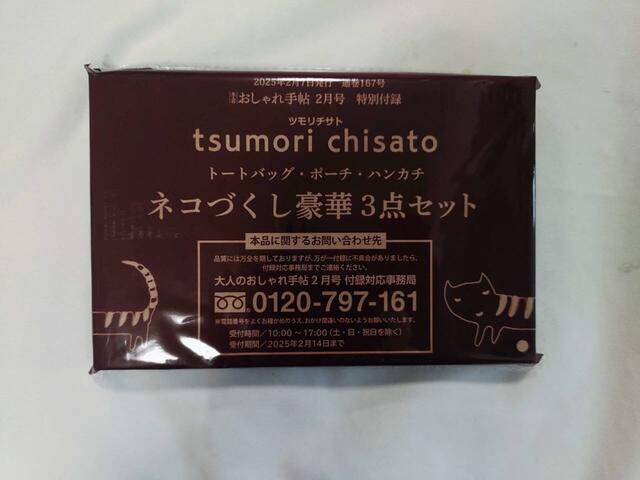 2025年2月7日発行 通巻167号
大人のおしゃれ手帖 2月号 特別付録
ツモリチサト
tsumori chisato
トートバッグ・ポーチ・ハンカチ
ネコづくし豪華3点セット
本品に関するお問い合わせ先
品質には万全を期しておりますが、万が一付録に不具合がありましたら、
付録対応事務局までご連絡ください。
大人のおしゃれ手帖2月号 付録対応事務局
0120-797-161
※電話番号をよくお確かめのうえ、おかけ間違いのないようお願いいたします。
受付時間／10:00～17:00（土・日・祝日を除く）
受付期間／2025年2月14日まで